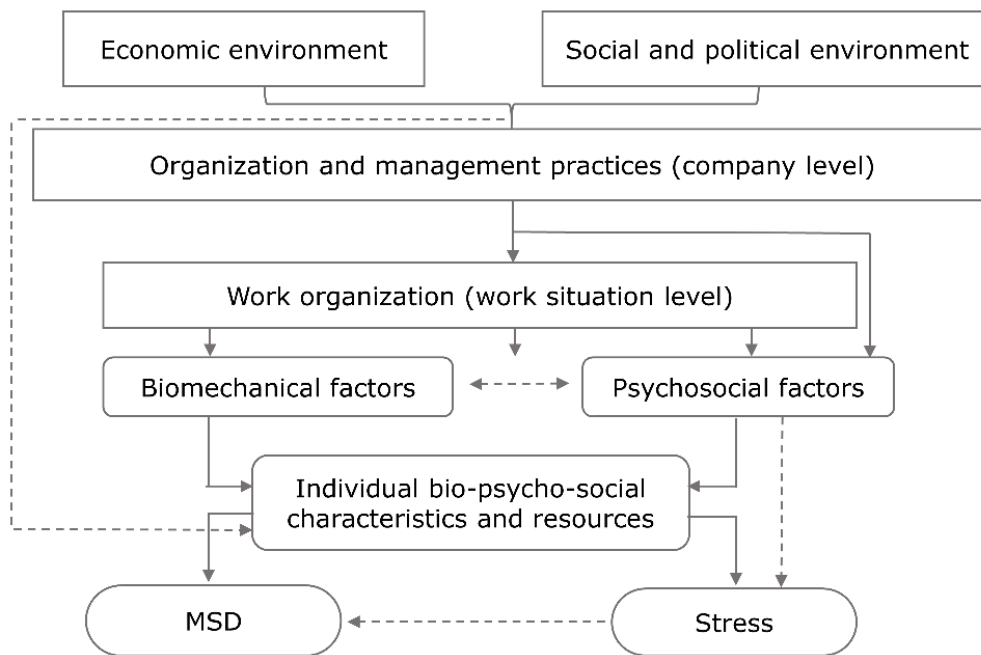 Economic environment
Social and political environment
Organization and management practices (company level)
Work organization (work situation level)
Biomechanical factors
Psychosocial factors
Individual bio-psycho-social
characteristics and resources
MSD
Stress